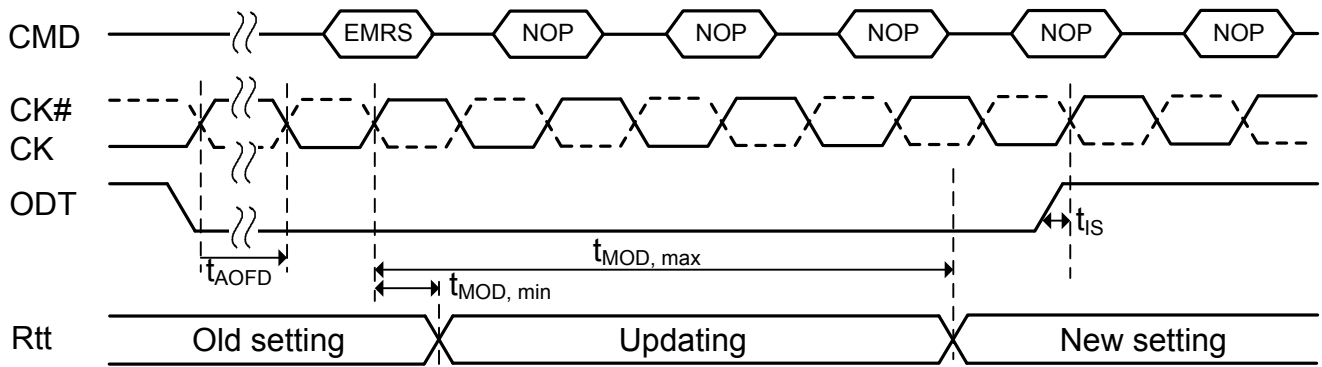 CMD EMRS NOP NOP NOP NOP NOP
CK#
CK
ODT
tIS
tMOD, max
tAOFD
tMOD, min
Rtt Old setting Updating New setting